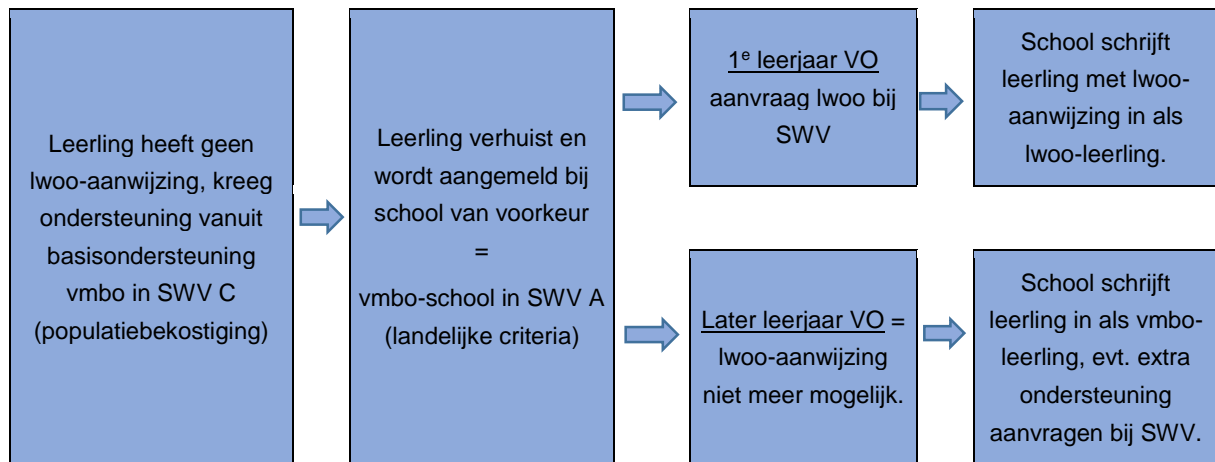 Leerling heeft geen
lwoo-aanwijzing, kreeg
ondersteuning vanuit
basisondersteuning
vmbo in SWV C
(populatiebekostiging)
Leerling verhuist en
wordt aangemeld bij
school van voorkeur
=
vmbo-school in SWV A
(landelijke criteria)
1e leerjaar VO
aanvraag lwoo bij
SWV
School schrijft
leerling met lwoo-
aanwijzing in als
lwoo-leerling.
Later leerjaar VO =
lwoo-aanwijzing
niet meer mogelijk.
School schrijft
leerling in als vmbo-
leerling, evt. extra
ondersteuning
aanvragen bij SWV.